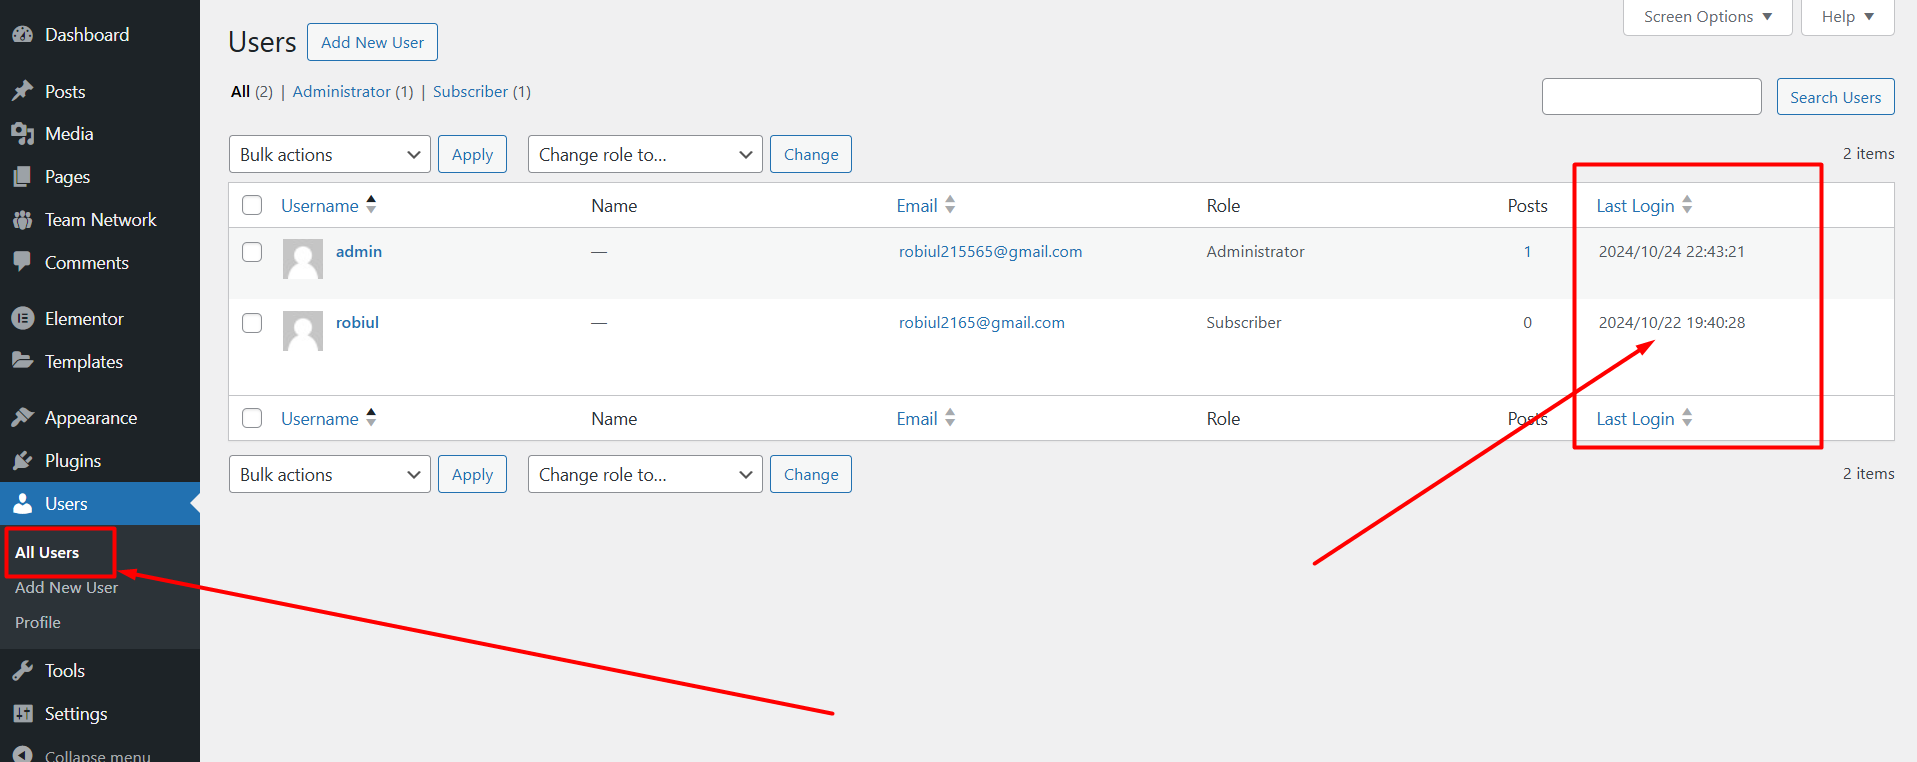 Dashboard
Posts
Media
Pages
Team Network
Comments
Elementor
Templates
Appearance
Plugins
Users
All Users
Add New User
Profile
Tools
Settings
Collapse menu
Screen Options
Help
Users Add New User
All (2) | Administrator (1) | Subscriber (1)
Search Users
Bulk actions Apply Change role to... Change 2 items
Username Name Email Role Posts Last Login
admin — robiul215565@gmail.com Administrator 1 2024/10/24 22:43:21
robiul — robiul2165@gmail.com Subscriber 0 2024/10/22 19:40:28
Username Name Email Role Posts Last Login
Bulk actions Apply Change role to... Change 2 items